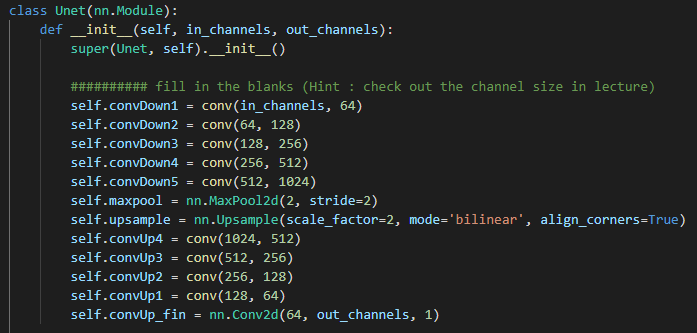 class Unet(nn.Module):
    def __init__(self, in_channels, out_channels):
        super(Unet, self).__init__()

        ########## fill in the blanks (Hint : check out the channel size in lecture)
        self.convDown1 = conv(in_channels, 64)
        self.convDown2 = conv(64, 128)
        self.convDown3 = conv(128, 256)
        self.convDown4 = conv(256, 512)
        self.convDown5 = conv(512, 1024)
        self.maxpool = nn.MaxPool2d(2, stride=2)
        self.upsample = nn.Upsample(scale_factor=2, mode='bilinear', align_corners=True)
        self.convUp4 = conv(1024, 512)
        self.convUp3 = conv(512, 256)
        self.convUp2 = conv(256, 128)
        self.convUp1 = conv(128, 64)
        self.convUp_fin = nn.Conv2d(64, out_channels, 1)